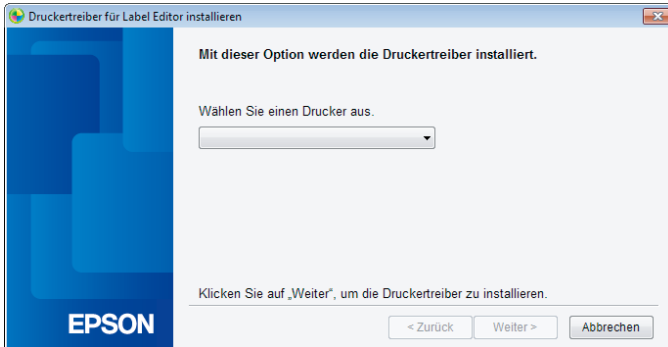 Druckertreiber für Label Editor installieren
Mit dieser Option werden die Druckertreiber installiert.
Wählen Sie einen Drucker aus.
Klicken Sie auf „Weiter“, um die Druckertreiber zu installieren.
EPSON
< Zurück
Weiter >
Abbrechen